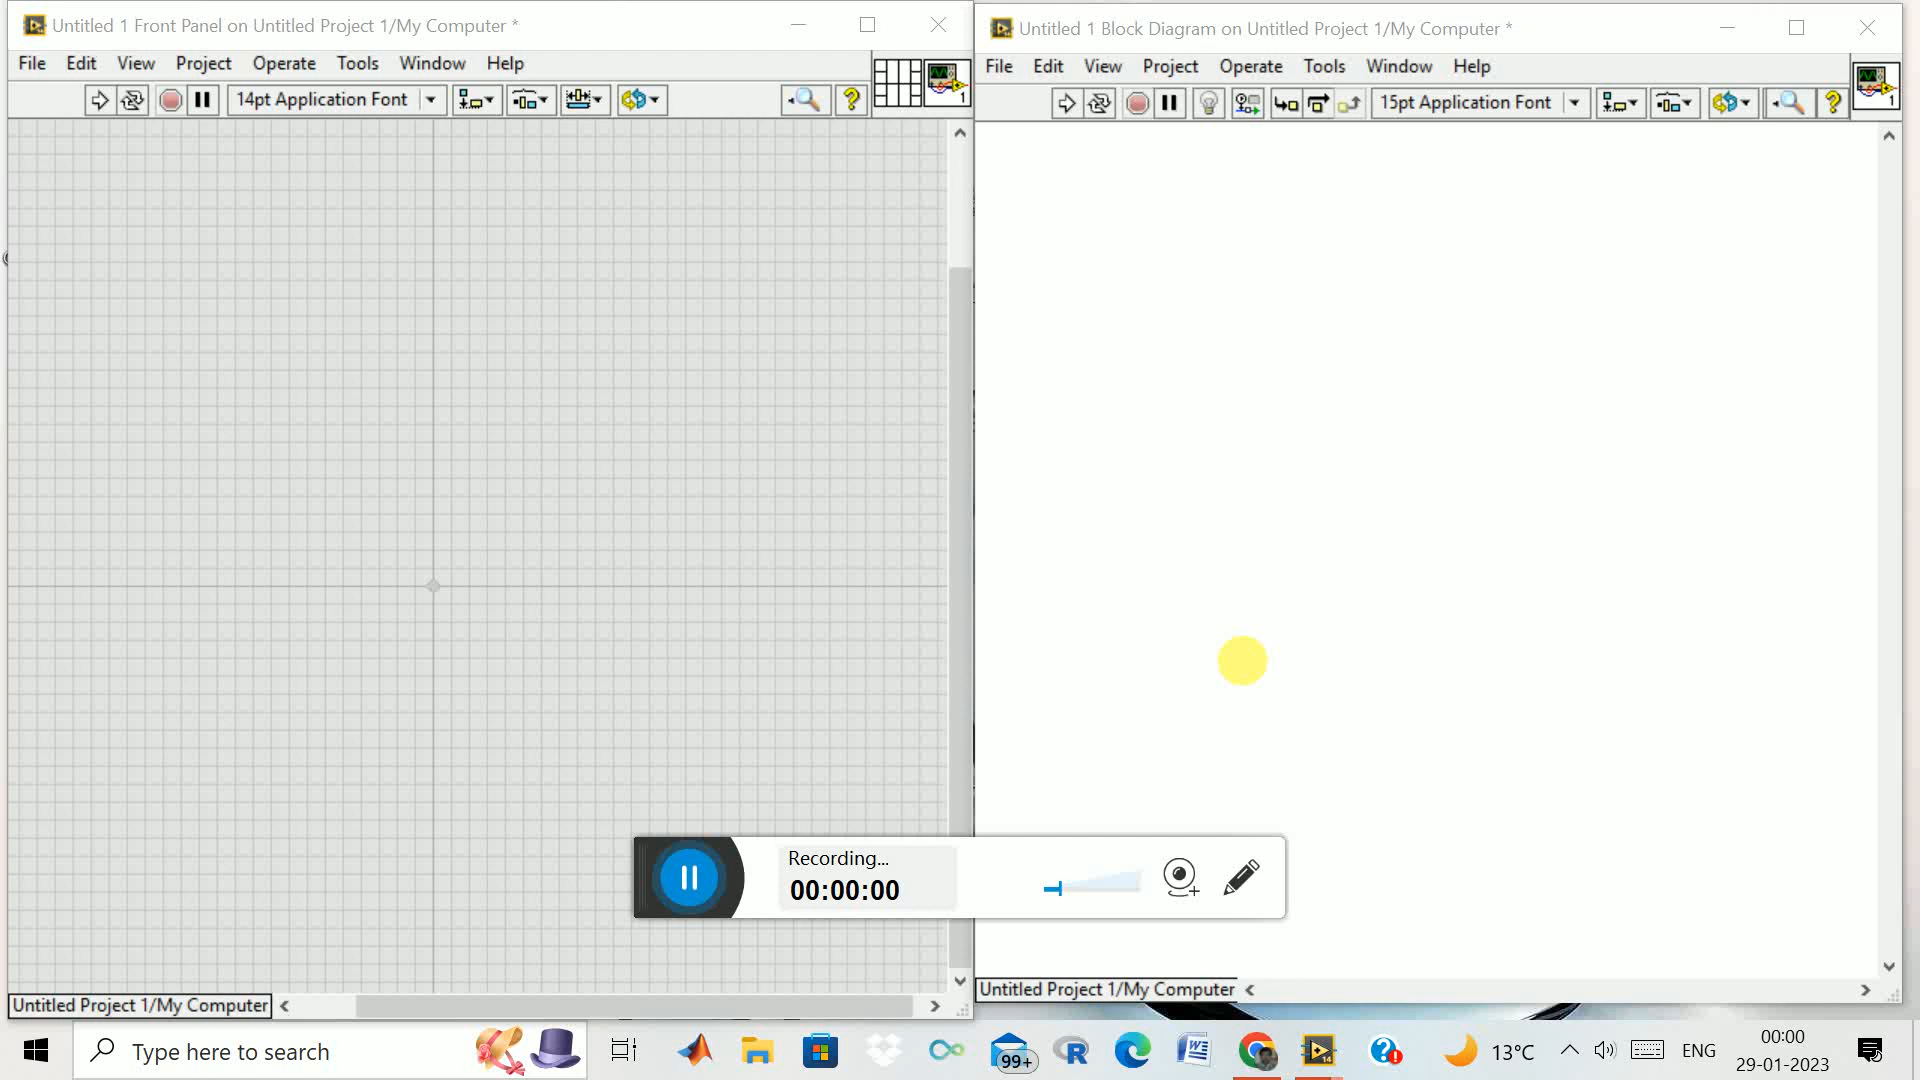 Untitled 1 Front Panel on Untitled Project 1/My Computer *
File Edit View Project Operate Tools Window Help
14pt Application Font
1
Untitled 1 Block Diagram on Untitled Project 1/My Computer *
File Edit View Project Operate Tools Window Help
15pt Application Font
1
Recording...
00:00:00
Untitled Project 1/My Computer
Untitled Project 1/My Computer
Type here to search
99+
14
13°C
ENG
00:00
29-01-2023